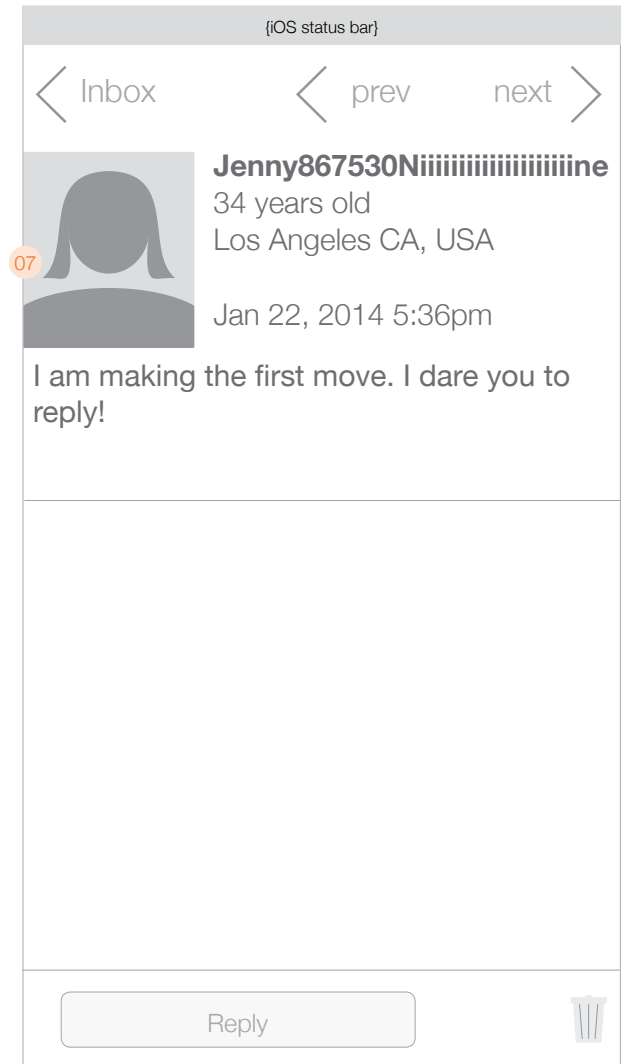 {iOS status bar}
Inbox prev next
Jenny867530Niiiiiiiiiiiiiiiiiiiine
34 years old
Los Angeles CA, USA
07
Jan 22, 2014 5:36pm
I am making the first move. I dare you to
reply!
Reply